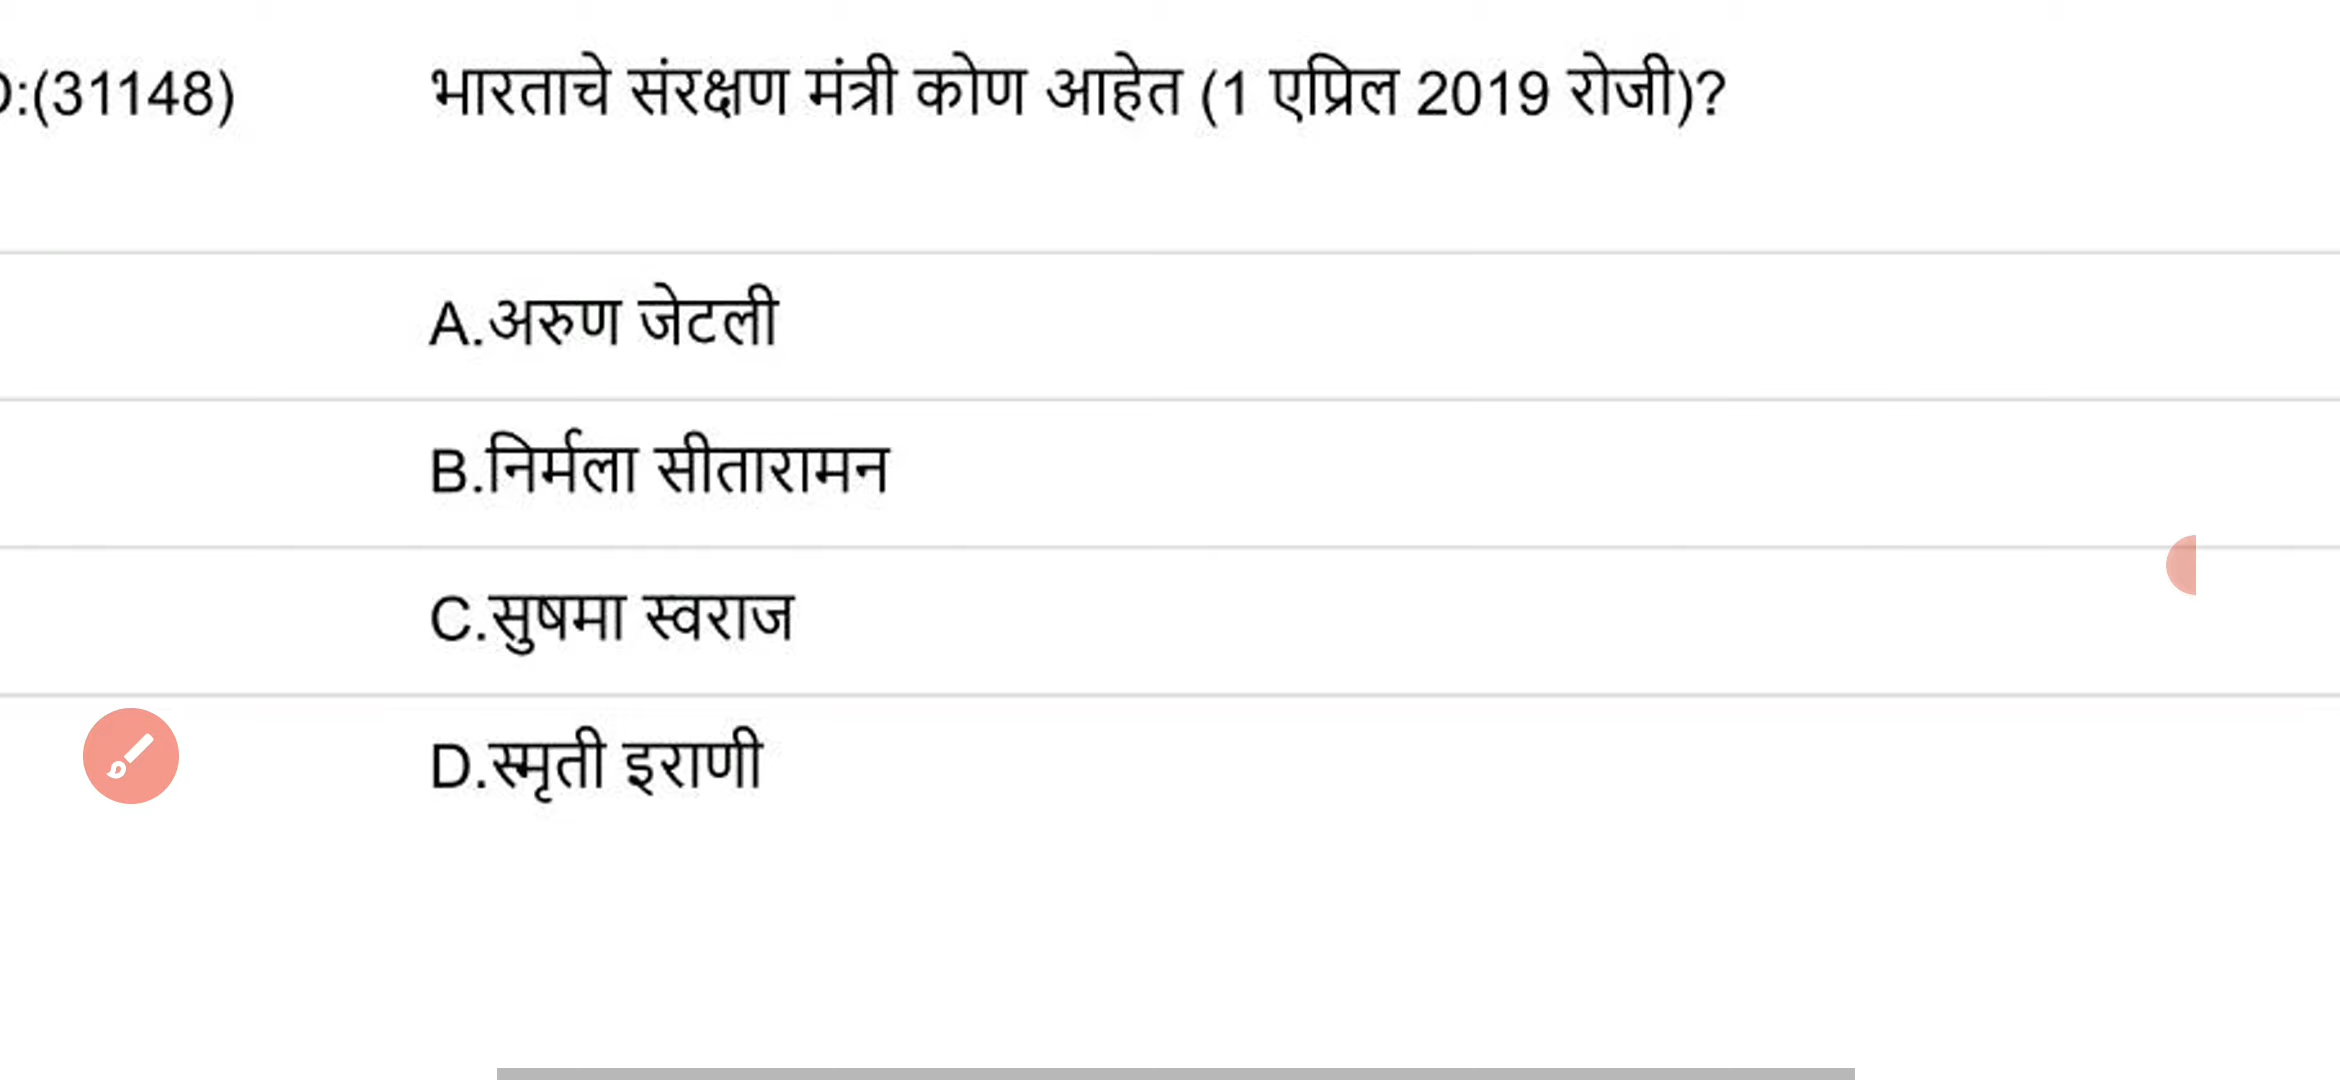 :(31148) भारताचे संरक्षण मंत्री कोण आहेत (1 एप्रिल 2019 रोजी)?
A.अरुण जेटली
B.निर्मला सीतारामन
C.सुषमा स्वराज
D.स्मृती इराणी